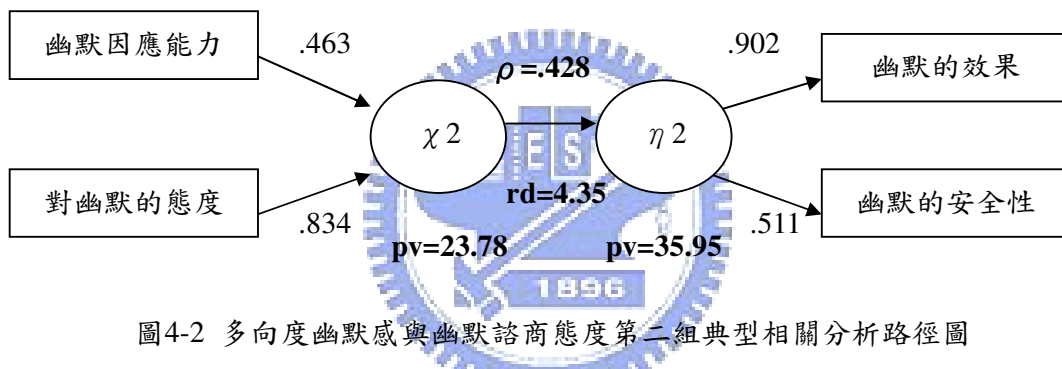 幽默因應能力
.463
.902
幽默的效果
ρ=.428
χ2
η2
E S
對幽默的態度
.834
rd=4.35
.511
幽默的安全性
pv=23.78
pv=35.95
1896
圖4-2 多向度幽默感與幽默諮商態度第二組典型相關分析路徑圖